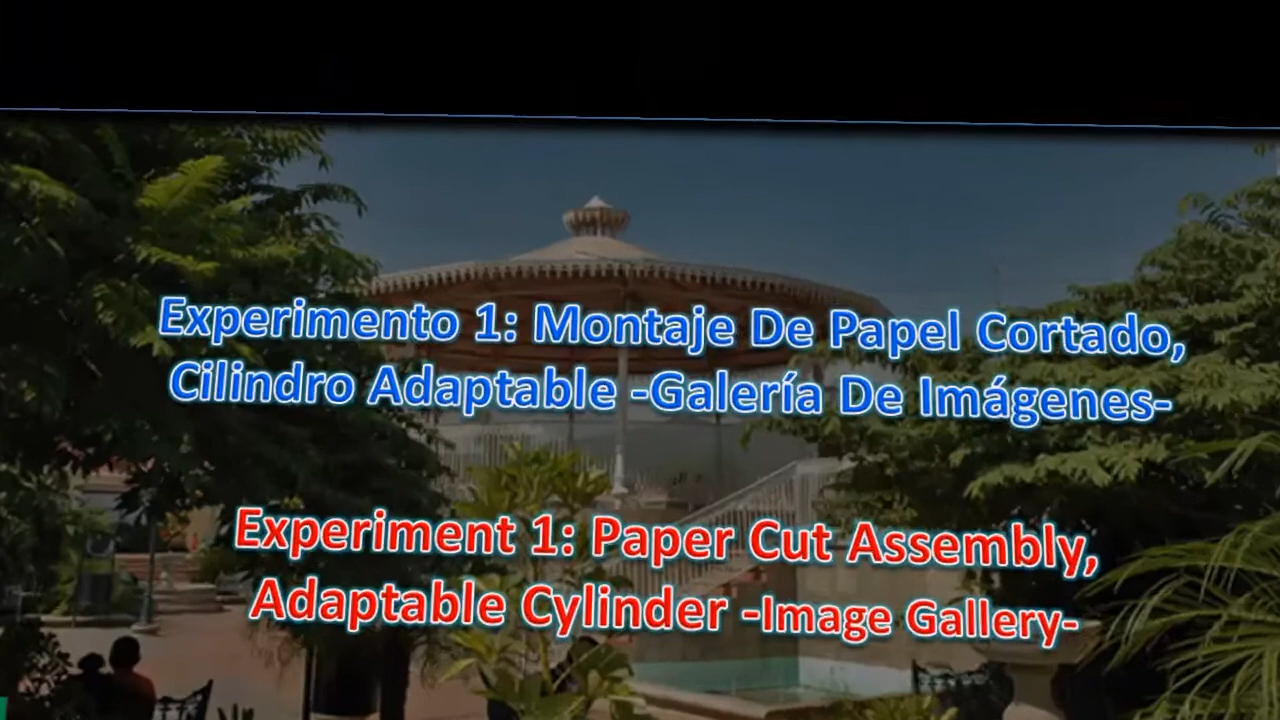 Experimento 1: Montaje De Papel Cortado,
Cilindro Adaptable -Galería De Imágenes-
Experiment 1: Paper Cut Assembly,
Adaptable Cylinder -Image Gallery-